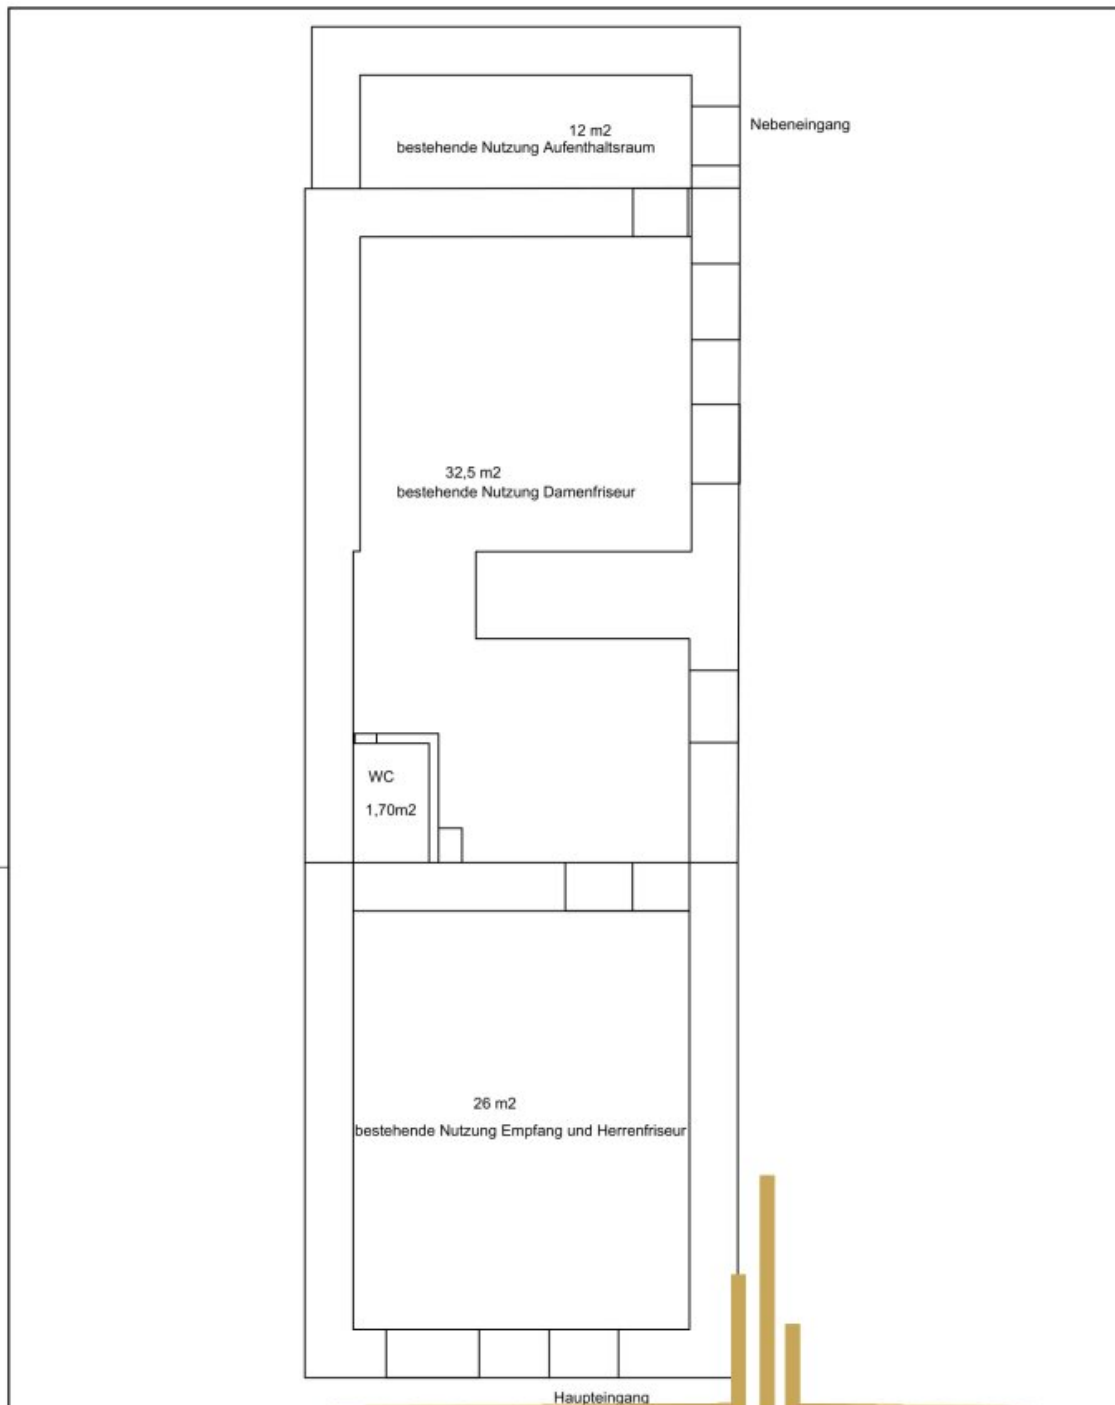 12 m2
bestehende Nutzung Aufenthaltsraum
Nebeneingang
32,5 m2
bestehende Nutzung Damenfriseur
WC
1,70m2
26 m2
bestehende Nutzung Empfang und Herrenfriseur
Haupteingang